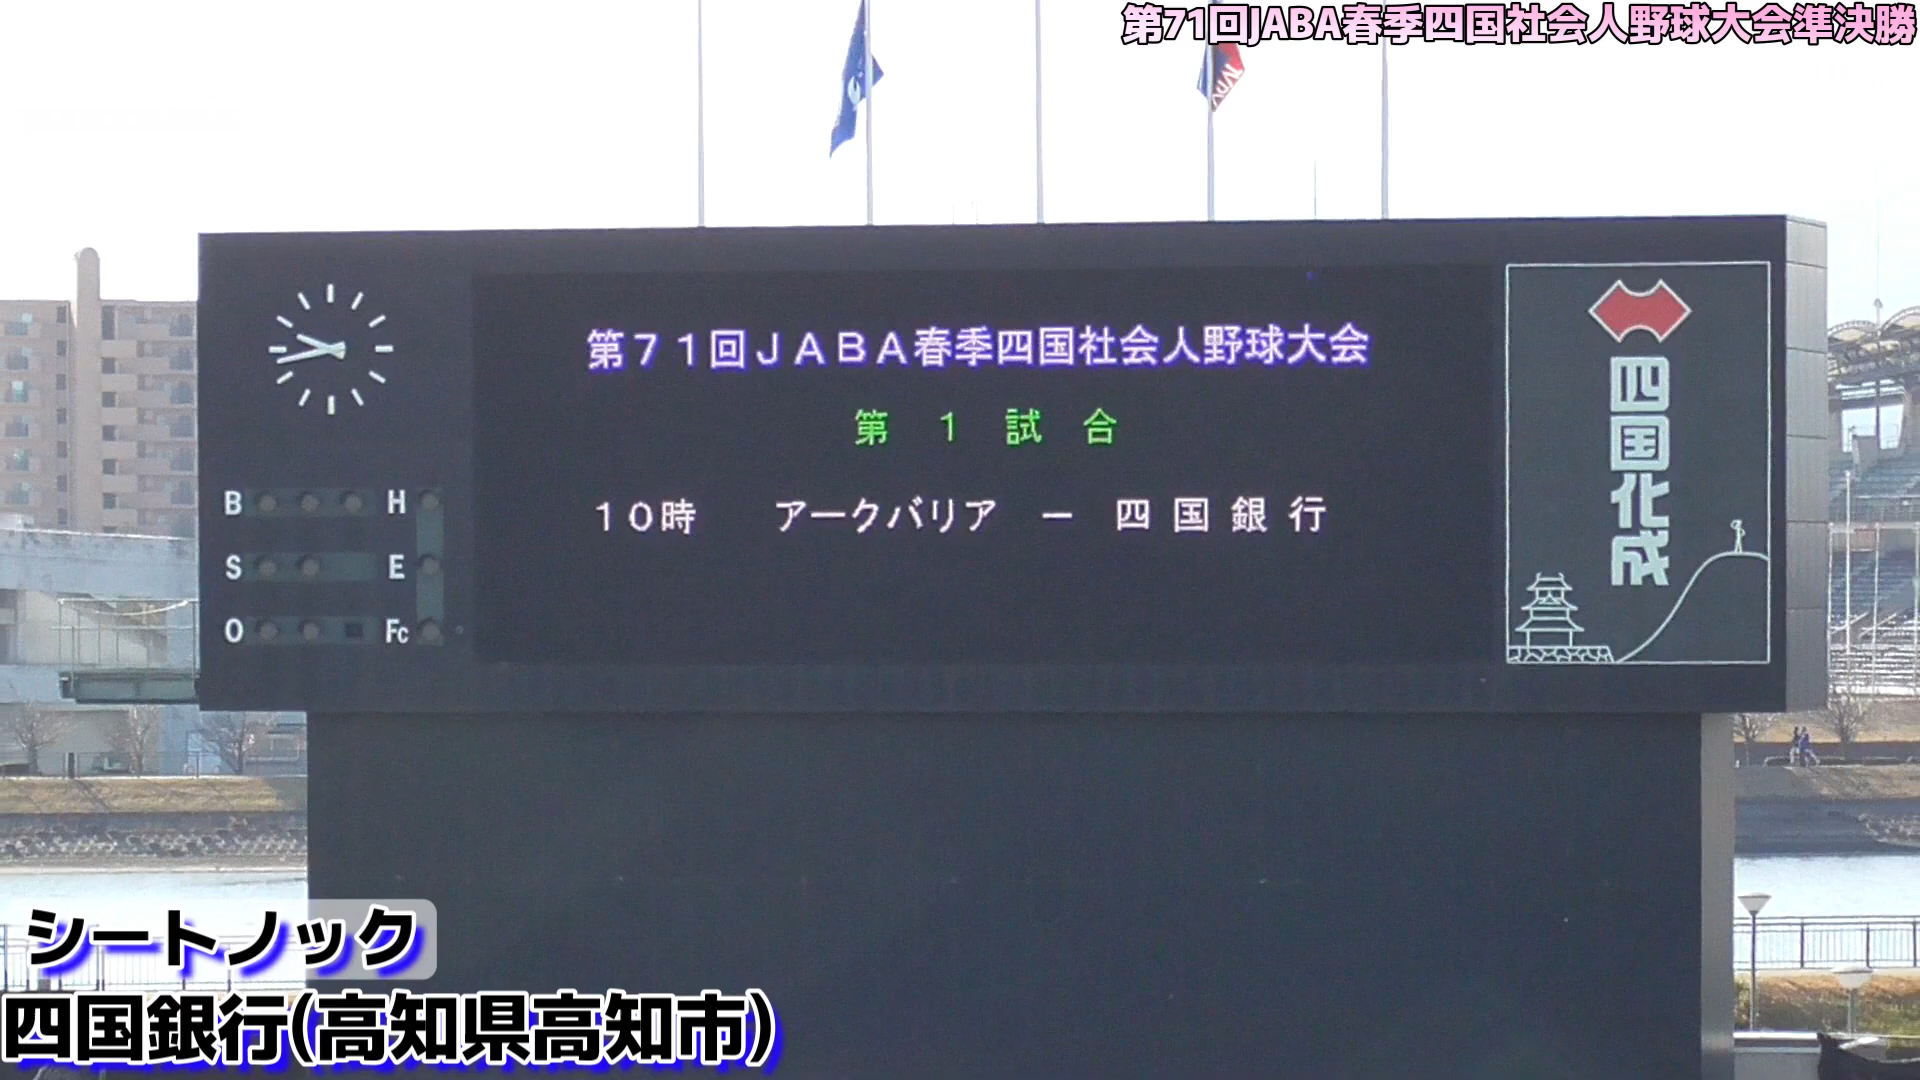 第71回JABA春季四国社会人野球大会準決勝
第７１回ＪＡＢＡ春季四国社会人野球大会
第 １ 試 合
１０時 アークバリア － 四 国 銀 行
四国化成
B H
S E
O Fc
シートノック
四国銀行(高知県高知市)